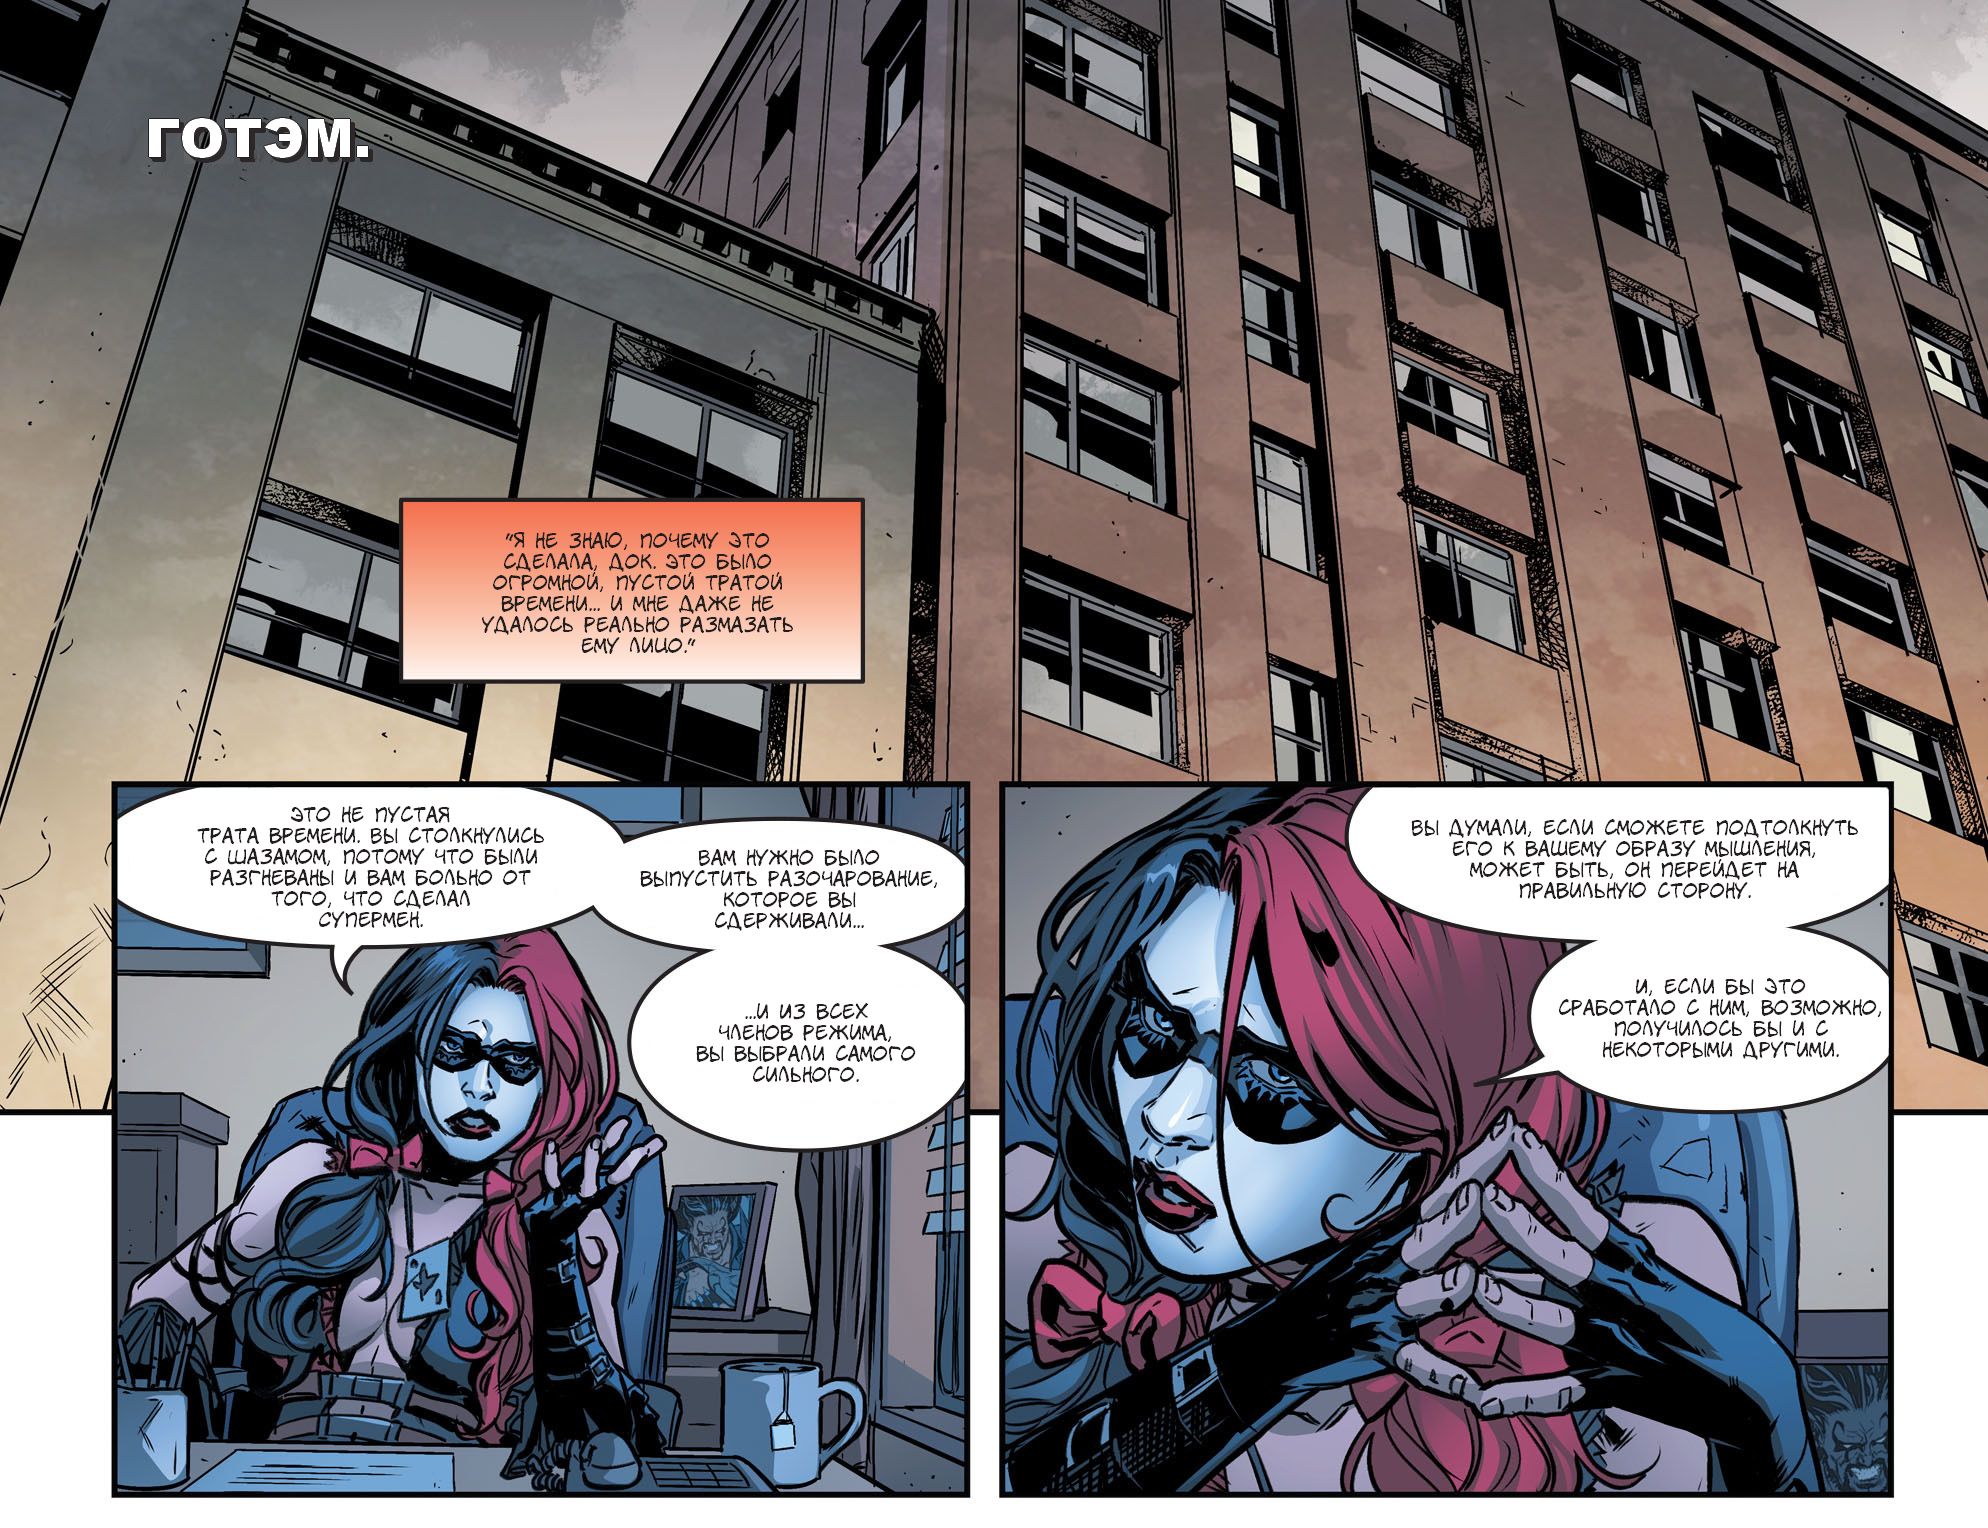 ГОТЭМ.
"Я НЕ ЗНАЮ, ПОЧЕМУ ЭТО
СДЕЛАЛА, ДОК. ЭТО БЫЛО
ОГРОМНОЙ, ПУСТОЙ ТРАТОЙ
ВРЕМЕНИ... И МНЕ ДАЖЕ НЕ
УДАЛОСЬ РЕАЛЬНО РАЗМАЗАТЬ
ЕМУ ЛИЦО."
ЭТО НЕ ПУСТАЯ
ТРАТА ВРЕМЕНИ. ВЫ СТОЛКНУЛИСЬ
С ШАЗАМОМ, ПОТОМУ ЧТО БЫЛИ
РАЗГНЕВАНЫ И ВАМ БОЛЬНО ОТ
ТОГО, ЧТО СДЕЛАЛ
СУПЕРМЕН.
ВАМ НУЖНО БЫЛО
ВЫПУСТИТЬ РАЗОЧАРОВАНИЕ,
КОТОРОЕ ВЫ
СДЕРЖИВАЛИ...
...И ИЗ ВСЕХ
ЧЛЕНОВ РЕЖИМА,
ВЫ ВЫБРАЛИ САМОГО
СИЛЬНОГО.
ВЫ ДУМАЛИ, ЕСЛИ СМОЖЕТЕ ПОДТОЛКНУТЬ
ЕГО К ВАШЕМУ ОБРАЗУ МЫШЛЕНИЯ,
МОЖЕТ БЫТЬ, ОН ПЕРЕЙДЕТ НА
ПРАВИЛЬНУЮ СТОРОНУ.
И, ЕСЛИ БЫ ЭТО
СРАБОТАЛО С НИМ, ВОЗМОЖНО,
ПОЛУЧИЛОСЬ БЫ И С
НЕКОТОРЫМИ ДРУГИМИ.